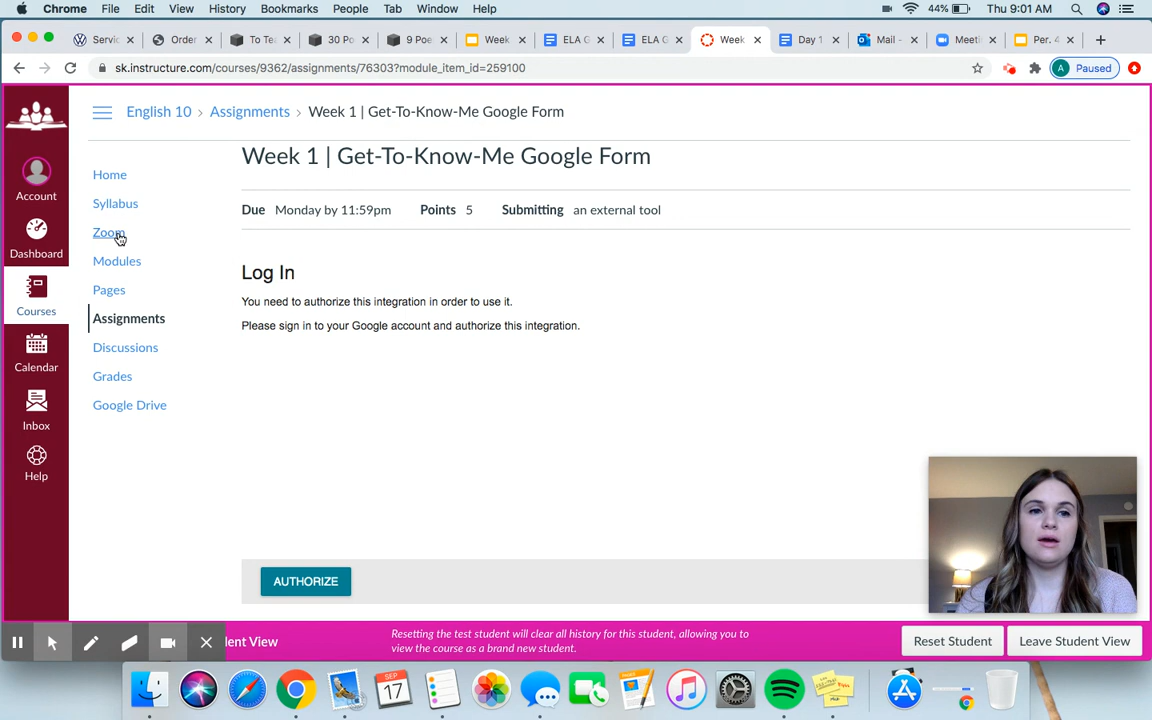 Chrome File Edit View History Bookmarks People Tab Window Help 44% Thu 9:01 AM
Servic Order To Te 30 Po 9 Poe Week ELA G ELA G Week Day 1 Mail - Meeti Per. 4
sk.instructure.com/courses/9362/assignments/76303?module_item_id=259100 A Paused
English 10 > Assignments > Week 1 | Get-To-Know-Me Google Form
Week 1 | Get-To-Know-Me Google Form
Due Monday by 11:59pm Points 5 Submitting an external tool
Home
Syllabus
Zoom
Modules
Pages
Assignments
Discussions
Grades
Google Drive
Account
Dashboard
Courses
Calendar
Inbox
Help
Log In
You need to authorize this integration in order to use it.
Please sign in to your Google account and authorize this integration.
AUTHORIZE
dent View
Resetting the test student will clear all history for this student, allowing you to
view the course as a brand new student.
Reset Student Leave Student View
SEP
17